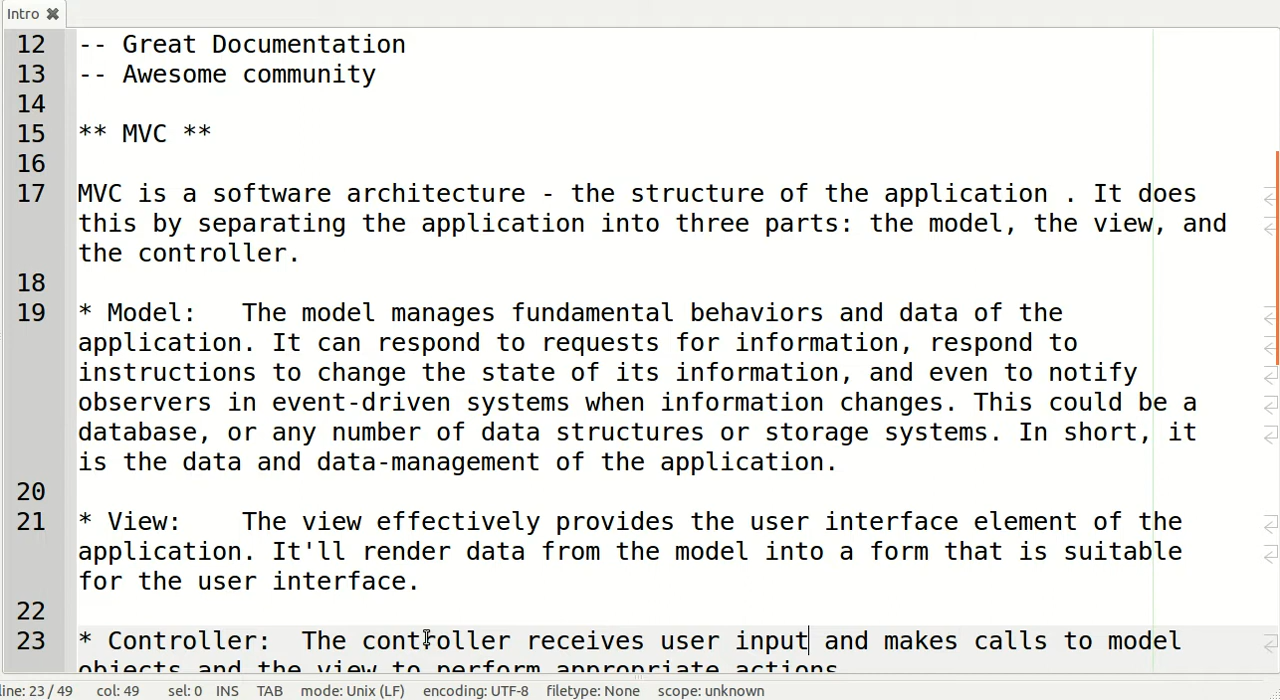 Intro
12 -- Great Documentation
13 -- Awesome community
14
15 ** MVC **
16
17 MVC is a software architecture - the structure of the application . It does
this by separating the application into three parts: the model, the view, and
the controller.
18
19 * Model:   The model manages fundamental behaviors and data of the
application. It can respond to requests for information, respond to
instructions to change the state of its information, and even to notify
observers in event-driven systems when information changes. This could be a
database, or any number of data structures or storage systems. In short, it
is the data and data-management of the application.
20
21 * View:    The view effectively provides the user interface element of the
application. It'll render data from the model into a form that is suitable
for the user interface.
22
23 * Controller:  The controller receives user input and makes calls to model
objects and the view to perform appropriate actions
line: 23 / 49 col: 49 sel: 0 INS TAB mode: Unix (LF) encoding: UTF-8 filetype: None scope: unknown